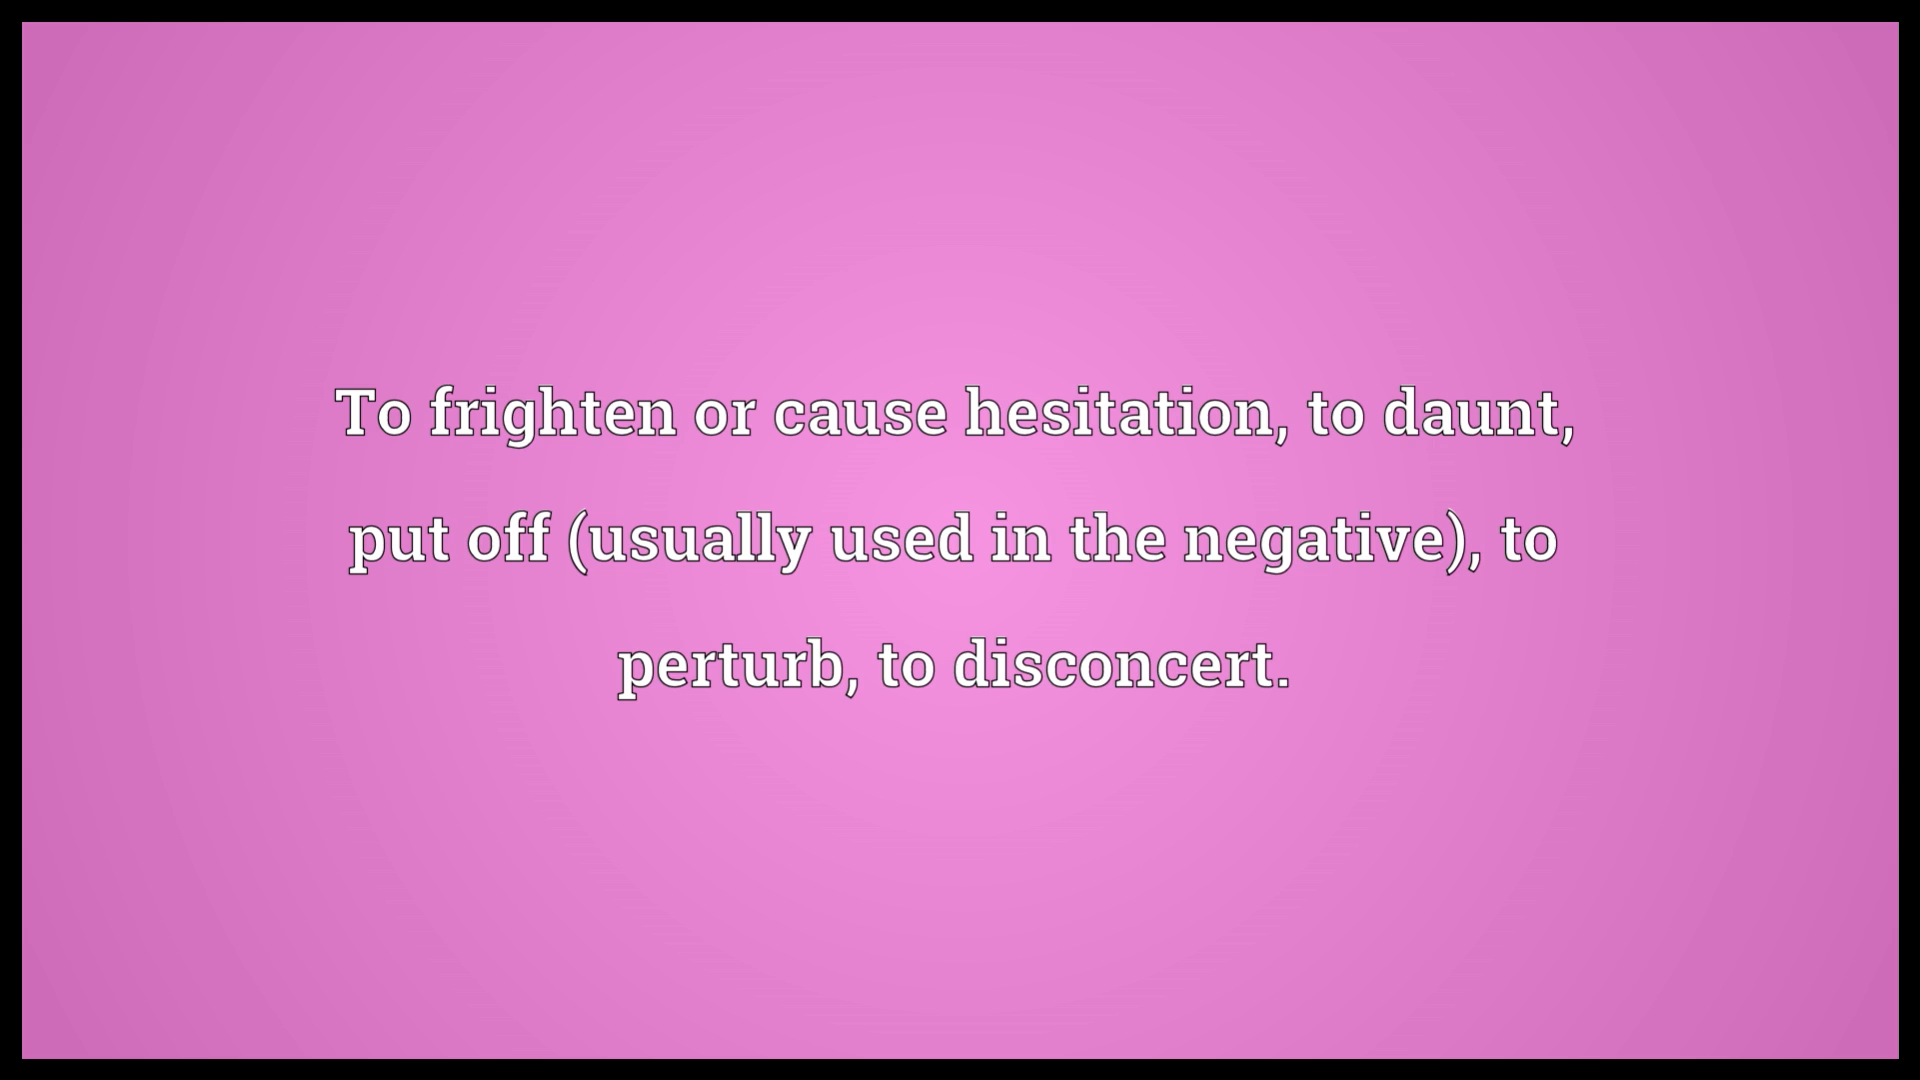 To frighten or cause hesitation, to daunt,
put off (usually used in the negative), to
perturb, to disconcert.